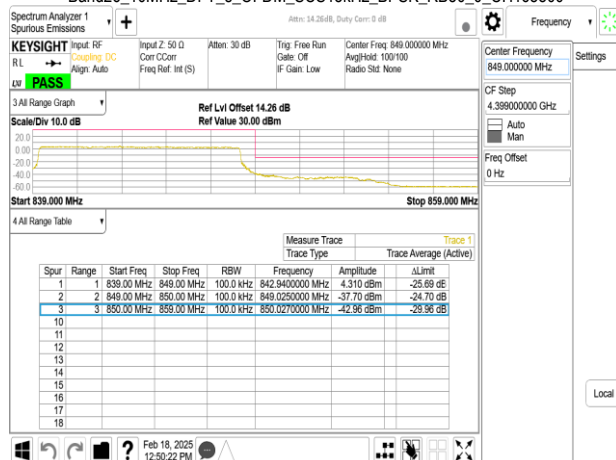 Spectrum Analyzer 1
Spurious Emissions
Attn: 14.26dB, Duty Corr: 0 dB
Frequency
KEYSIGHT
RL
Input: RF
Coupling: DC
Align: Auto
Input Z: 50 Ω
Corr CCorr
Freq Ref: Int (S)
Atten: 30 dB
Trig: Free Run
Gate: Off
IF Gain: Low
Center Freq: 849.000000 MHz
Avg|Hold: 100/100
Radio Std: None
PASS
Center Frequency
849.000000 MHz
Settings
CF Step
4.399000000 GHz
Auto
Man
Freq Offset
0 Hz
3 All Range Graph
Scale/Div 10.0 dB
Ref Lvl Offset 14.26 dB
Ref Value 30.00 dBm
20.0
0.00
-20.0
-40.0
-60.0
Start 839.000 MHz
Stop 859.000 MHz
4 All Range Table
Measure Trace Trace 1
Trace Type Trace Average (Active)
Spur Range Start Freq Stop Freq RBW Frequency Amplitude ΔLimit
1 1 839.00 MHz 849.00 MHz 100.0 kHz 842.9400000 MHz 4.310 dBm -25.69 dB
2 2 849.00 MHz 850.00 MHz 100.0 kHz 849.0250000 MHz -37.70 dBm -24.70 dB
3 3 850.00 MHz 859.00 MHz 100.0 kHz 850.0270000 MHz -42.96 dBm -29.96 dB
10
11
12
13
14
15
16
17
18
Local
Feb 18, 2025
12:50:22 PM